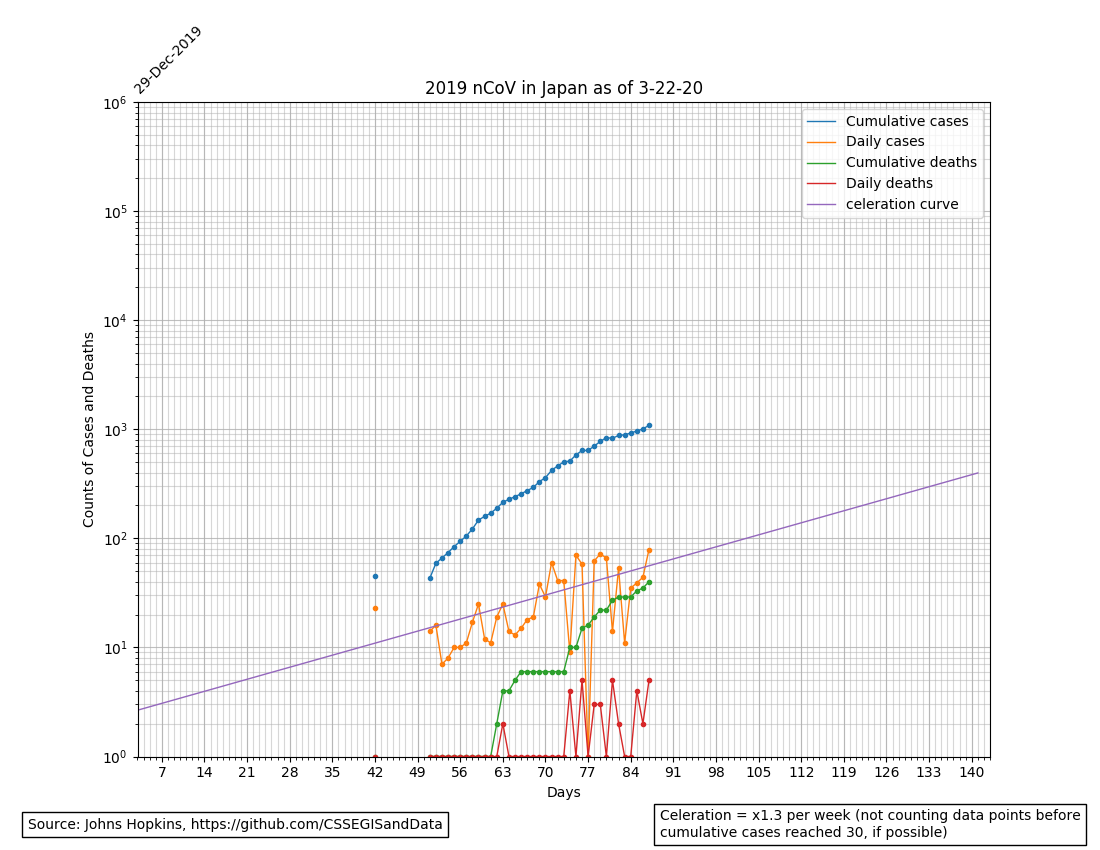 29-Dec-2019
2019 nCoV in Japan as of 3-22-20
Cumulative cases
Daily cases
Cumulative deaths
Daily deaths
celeration curve
Counts of Cases and Deaths
10^6
10^5
10^4
10^3
10^2
10^1
10^0
7 14 21 28 35 42 49 56 63 70 77 84 91 98 105 112 119 126 133 140
Days
Source: Johns Hopkins, https://github.com/CSSEGISandData
Celeration = x1.3 per week (not counting data points before
cumulative cases reached 30, if possible)